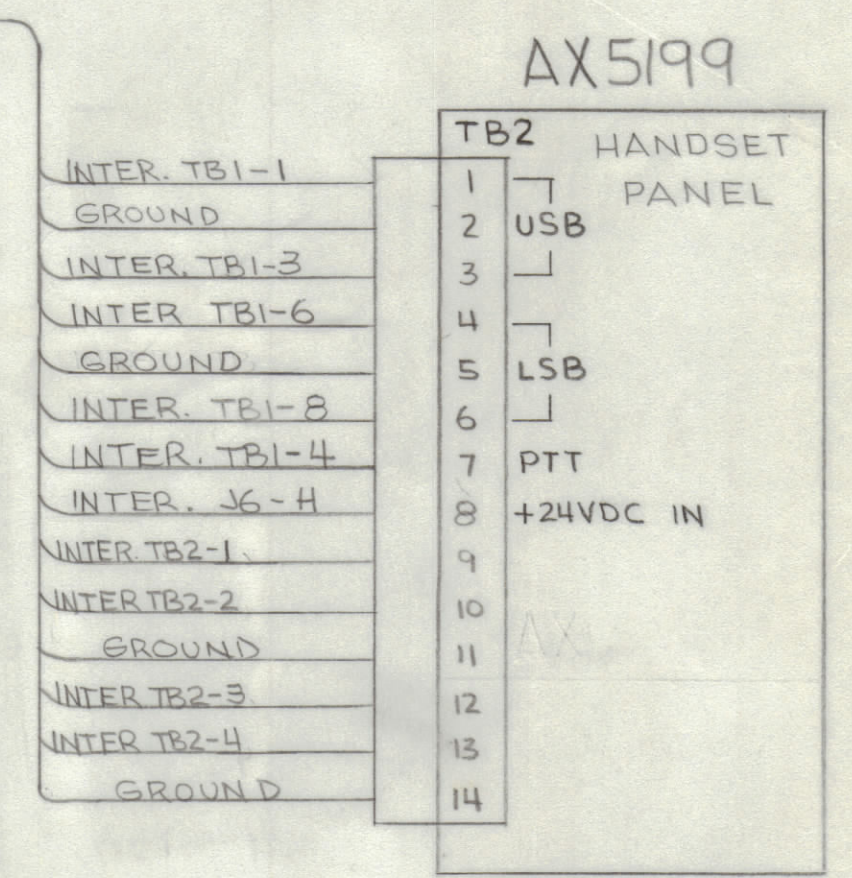 AX5199
TB2 HANDSET
PANEL
INTER. TB1-1 1
GROUND 2 USB
INTER. TB1-3 3
INTER TB1-6 4
GROUND 5 LSB
INTER. TB1-8 6
INTER. TB1-4 7 PTT
INTER. J6-H 8 +24VDC IN
INTER. TB2-1 9
INTER TB2-2 10
GROUND 11 AX
INTER TB2-3 12
INTER TB2-4 13
GROUND 14